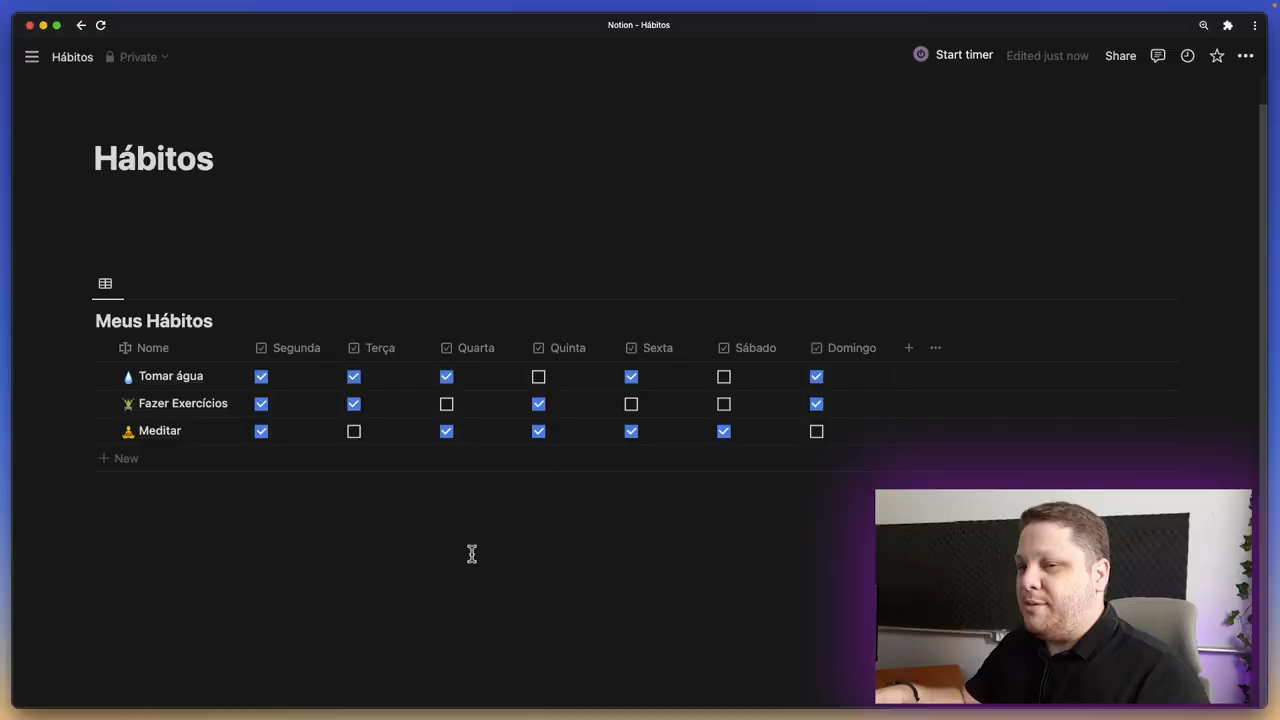 Notion - Hábitos
Hábitos Private Start timer Edited just now Share
Hábitos
Meus Hábitos
Nome Segunda Terça Quarta Quinta Sexta Sábado Domingo
Tomar água
Fazer Exercícios
Meditar
New